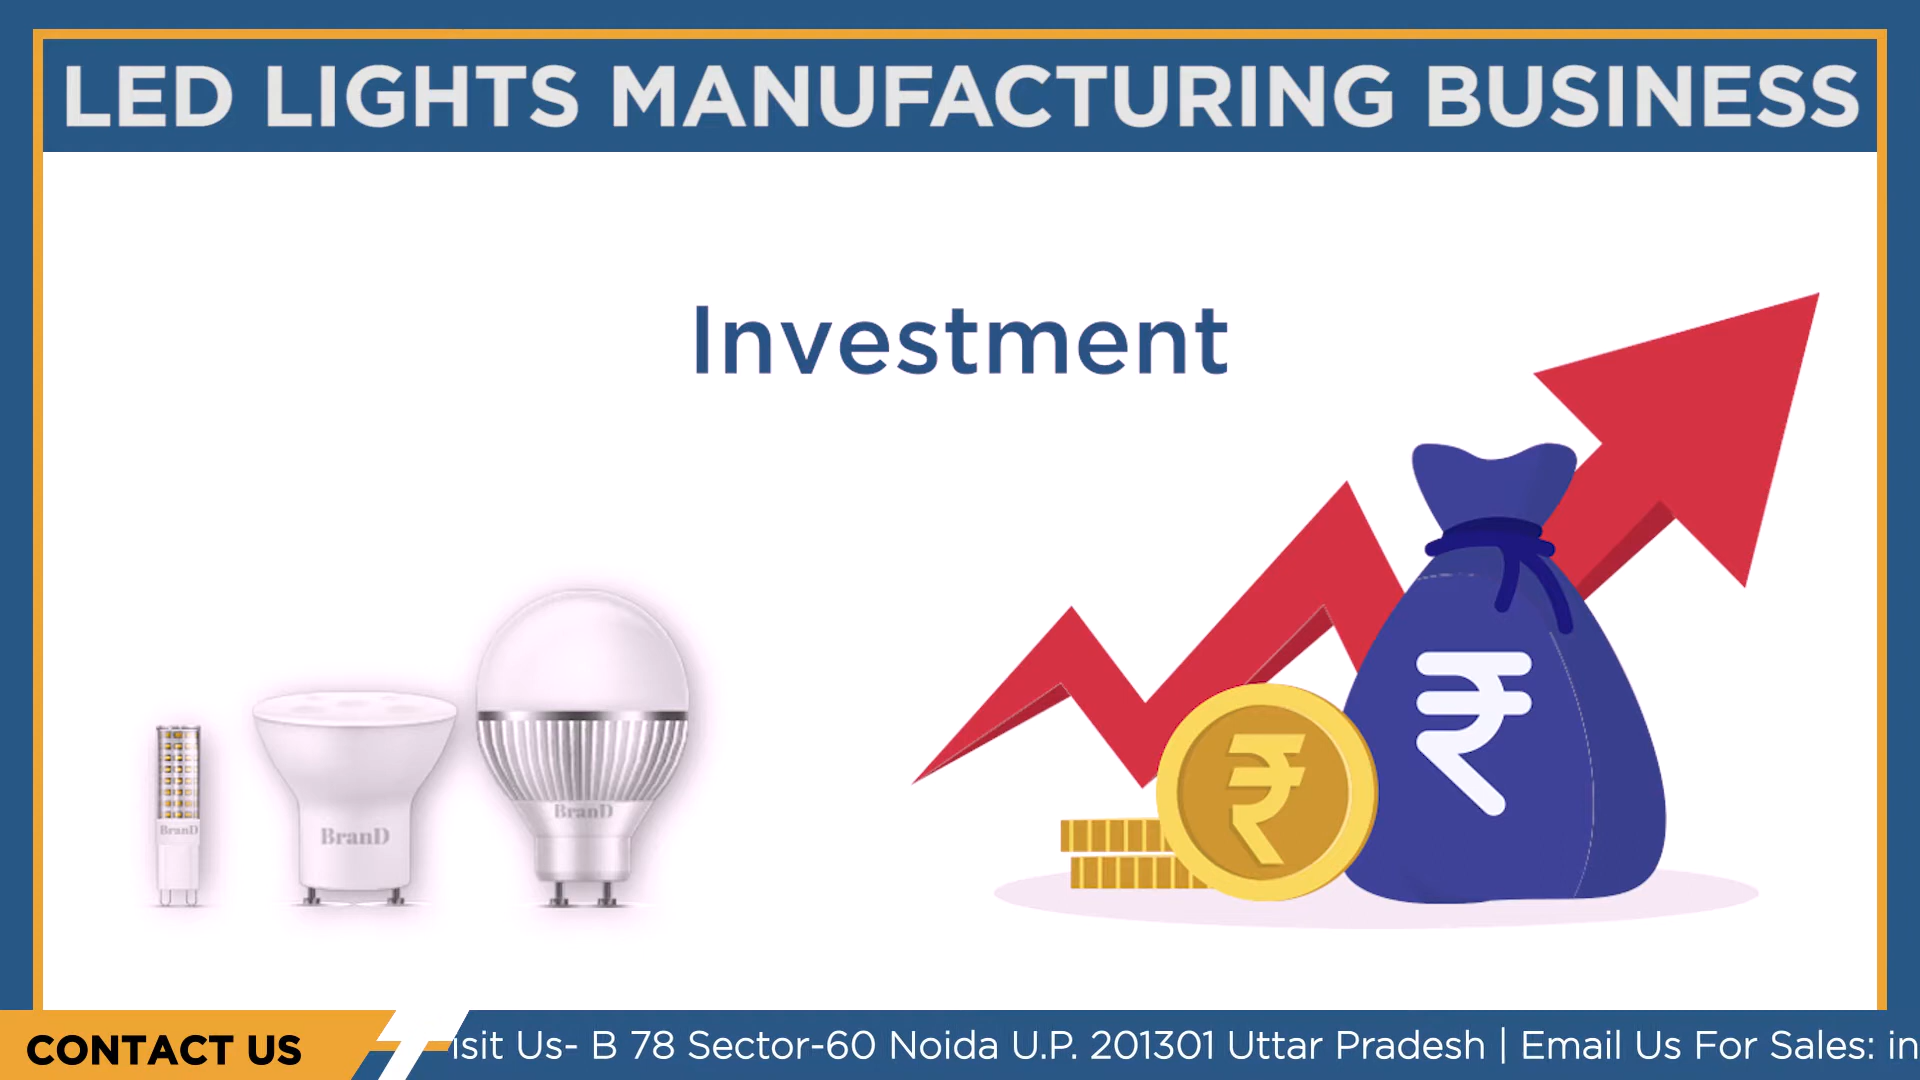 LED LIGHTS MANUFACTURING BUSINESS
Investment
₹
₹
BranD
BranD
BranD
CONTACT US
isit Us- B 78 Sector-60 Noida U.P. 201301 Uttar Pradesh | Email Us For Sales: in